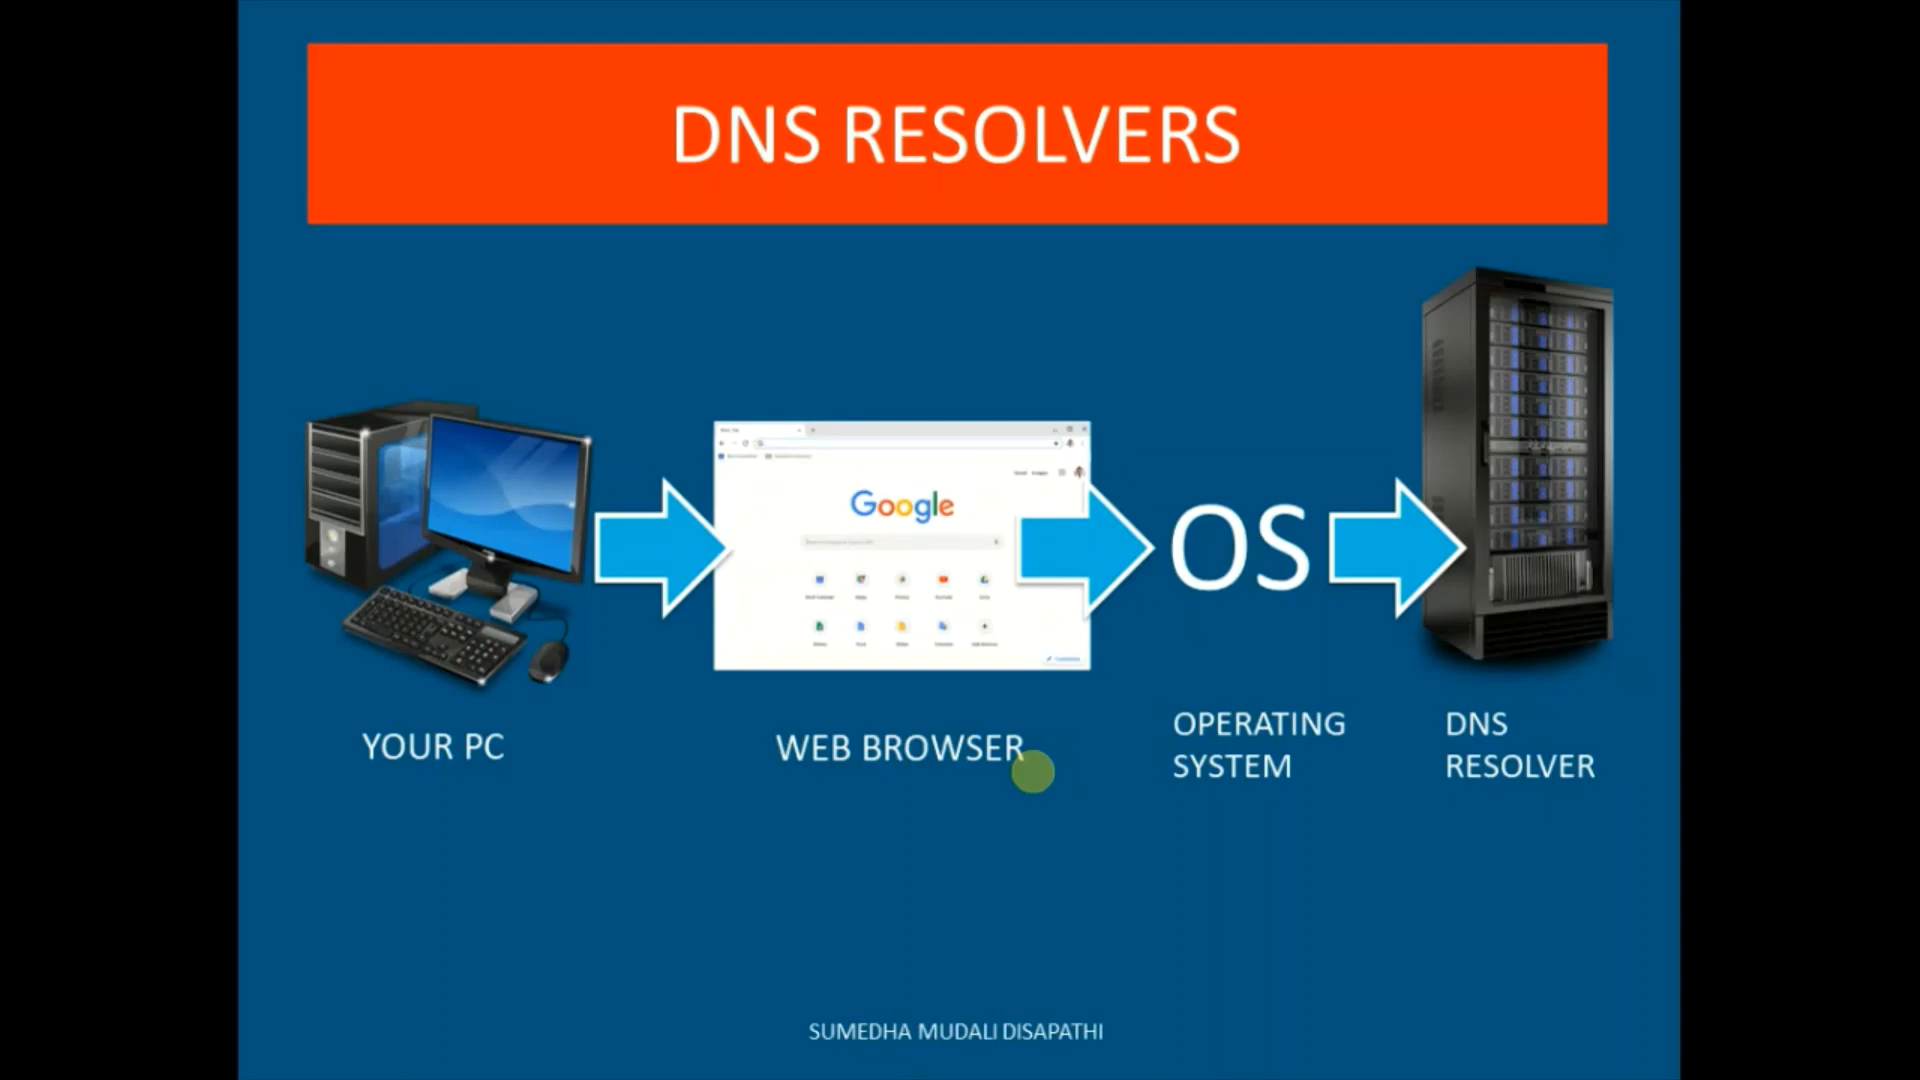 DNS RESOLVERS
Google
OS
YOUR PC
WEB BROWSER
OPERATING
SYSTEM
DNS
RESOLVER
SUMEDHA MUDALI DISAPATHI